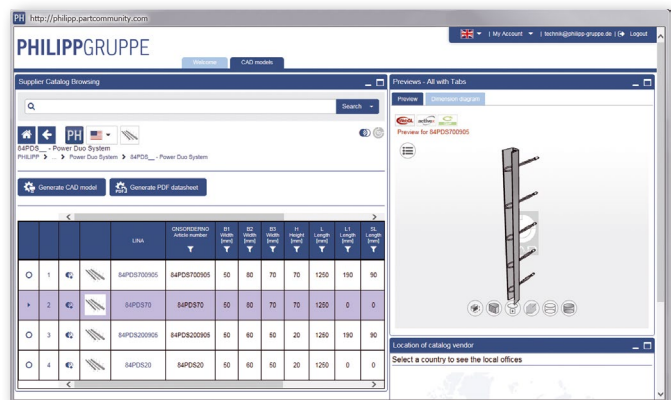 PH http://philipp.partcommunity.com
PHILIPPGRUPPE
| My Account | technik@philipp-gruppe.de | Logout
Welcome CAD models
Supplier Catalog Browsing
Search
PH
84PDS__ - Power Duo System
PHILIPP > ... > Power Duo System > 84PDS__ - Power Duo System
Generate CAD model
PDF Generate PDF datasheet
LINA CNSORDERNO Article number B1 Width [mm] B2 Width [mm] B3 Width [mm] H Height [mm] L Length [mm] L1 Length [mm] SL Length [mm]
1 84PDS700905 84PDS700905 50 80 70 70 1250 190 90
2 84PDS70 84PDS70 50 80 70 70 1250 0 0
3 84PDS200905 84PDS200905 50 60 50 20 1250 190 90
4 84PDS20 84PDS20 50 60 50 20 1250 0 0
Previews - All with Tabs
Preview Dimension diagram
Preview for 84PDS700905
Location of catalog vendor
Select a country to see the local offices